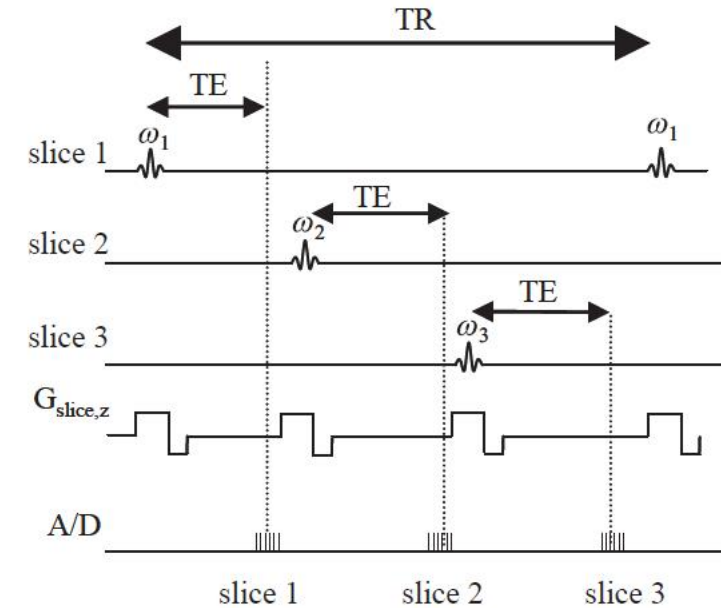 TR
TE
ω₁ ω₁
slice 1
TE
ω₂
slice 2
TE
ω₃
slice 3
G_slice,z
A/D
slice 1 slice 2 slice 3